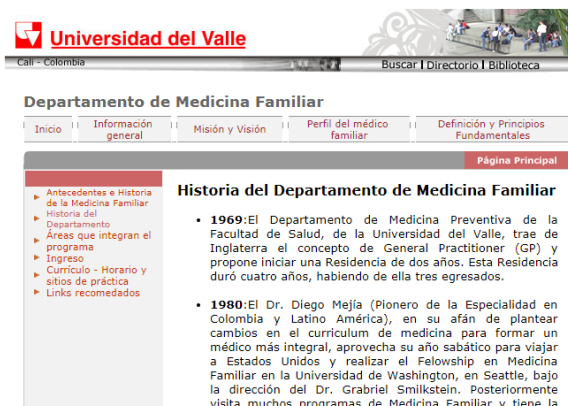 Universidad del Valle
Cali - Colombia
Buscar | Directorio | Biblioteca
Departamento de Medicina Familiar
Inicio
Información general
Misión y Visión
Perfil del médico familiar
Definición y Principios Fundamentales
Página Principal
Antecedentes e Historia
de la Medicina Familiar
Historia del
Departamento
Áreas que integran el
programa
Ingreso
Currículo - Horario y
sitios de práctica
Links recomedados
Historia del Departamento de Medicina Familiar
• 1969:El Departamento de Medicina Preventiva de la
Facultad de Salud, de la Universidad del Valle, trae de
Inglaterra el concepto de General Practitioner (GP) y
propone iniciar una Residencia de dos años. Esta Residencia
duró cuatro años, habiendo de ella tres egresados.
• 1980:El Dr. Diego Mejía (Pionero de la Especialidad en
Colombia y Latino América), en su afán de plantear
cambios en el curriculum de medicina para formar un
médico más integral, aprovecha su año sabático para viajar
a Estados Unidos y realizar el Felowship en Medicina
Familiar en la Universidad de Washington, en Seattle, bajo
la dirección del Dr. Grabriel Smilkstein. Posteriormente
visita muchos programas de Medicina Familiar y tiene la